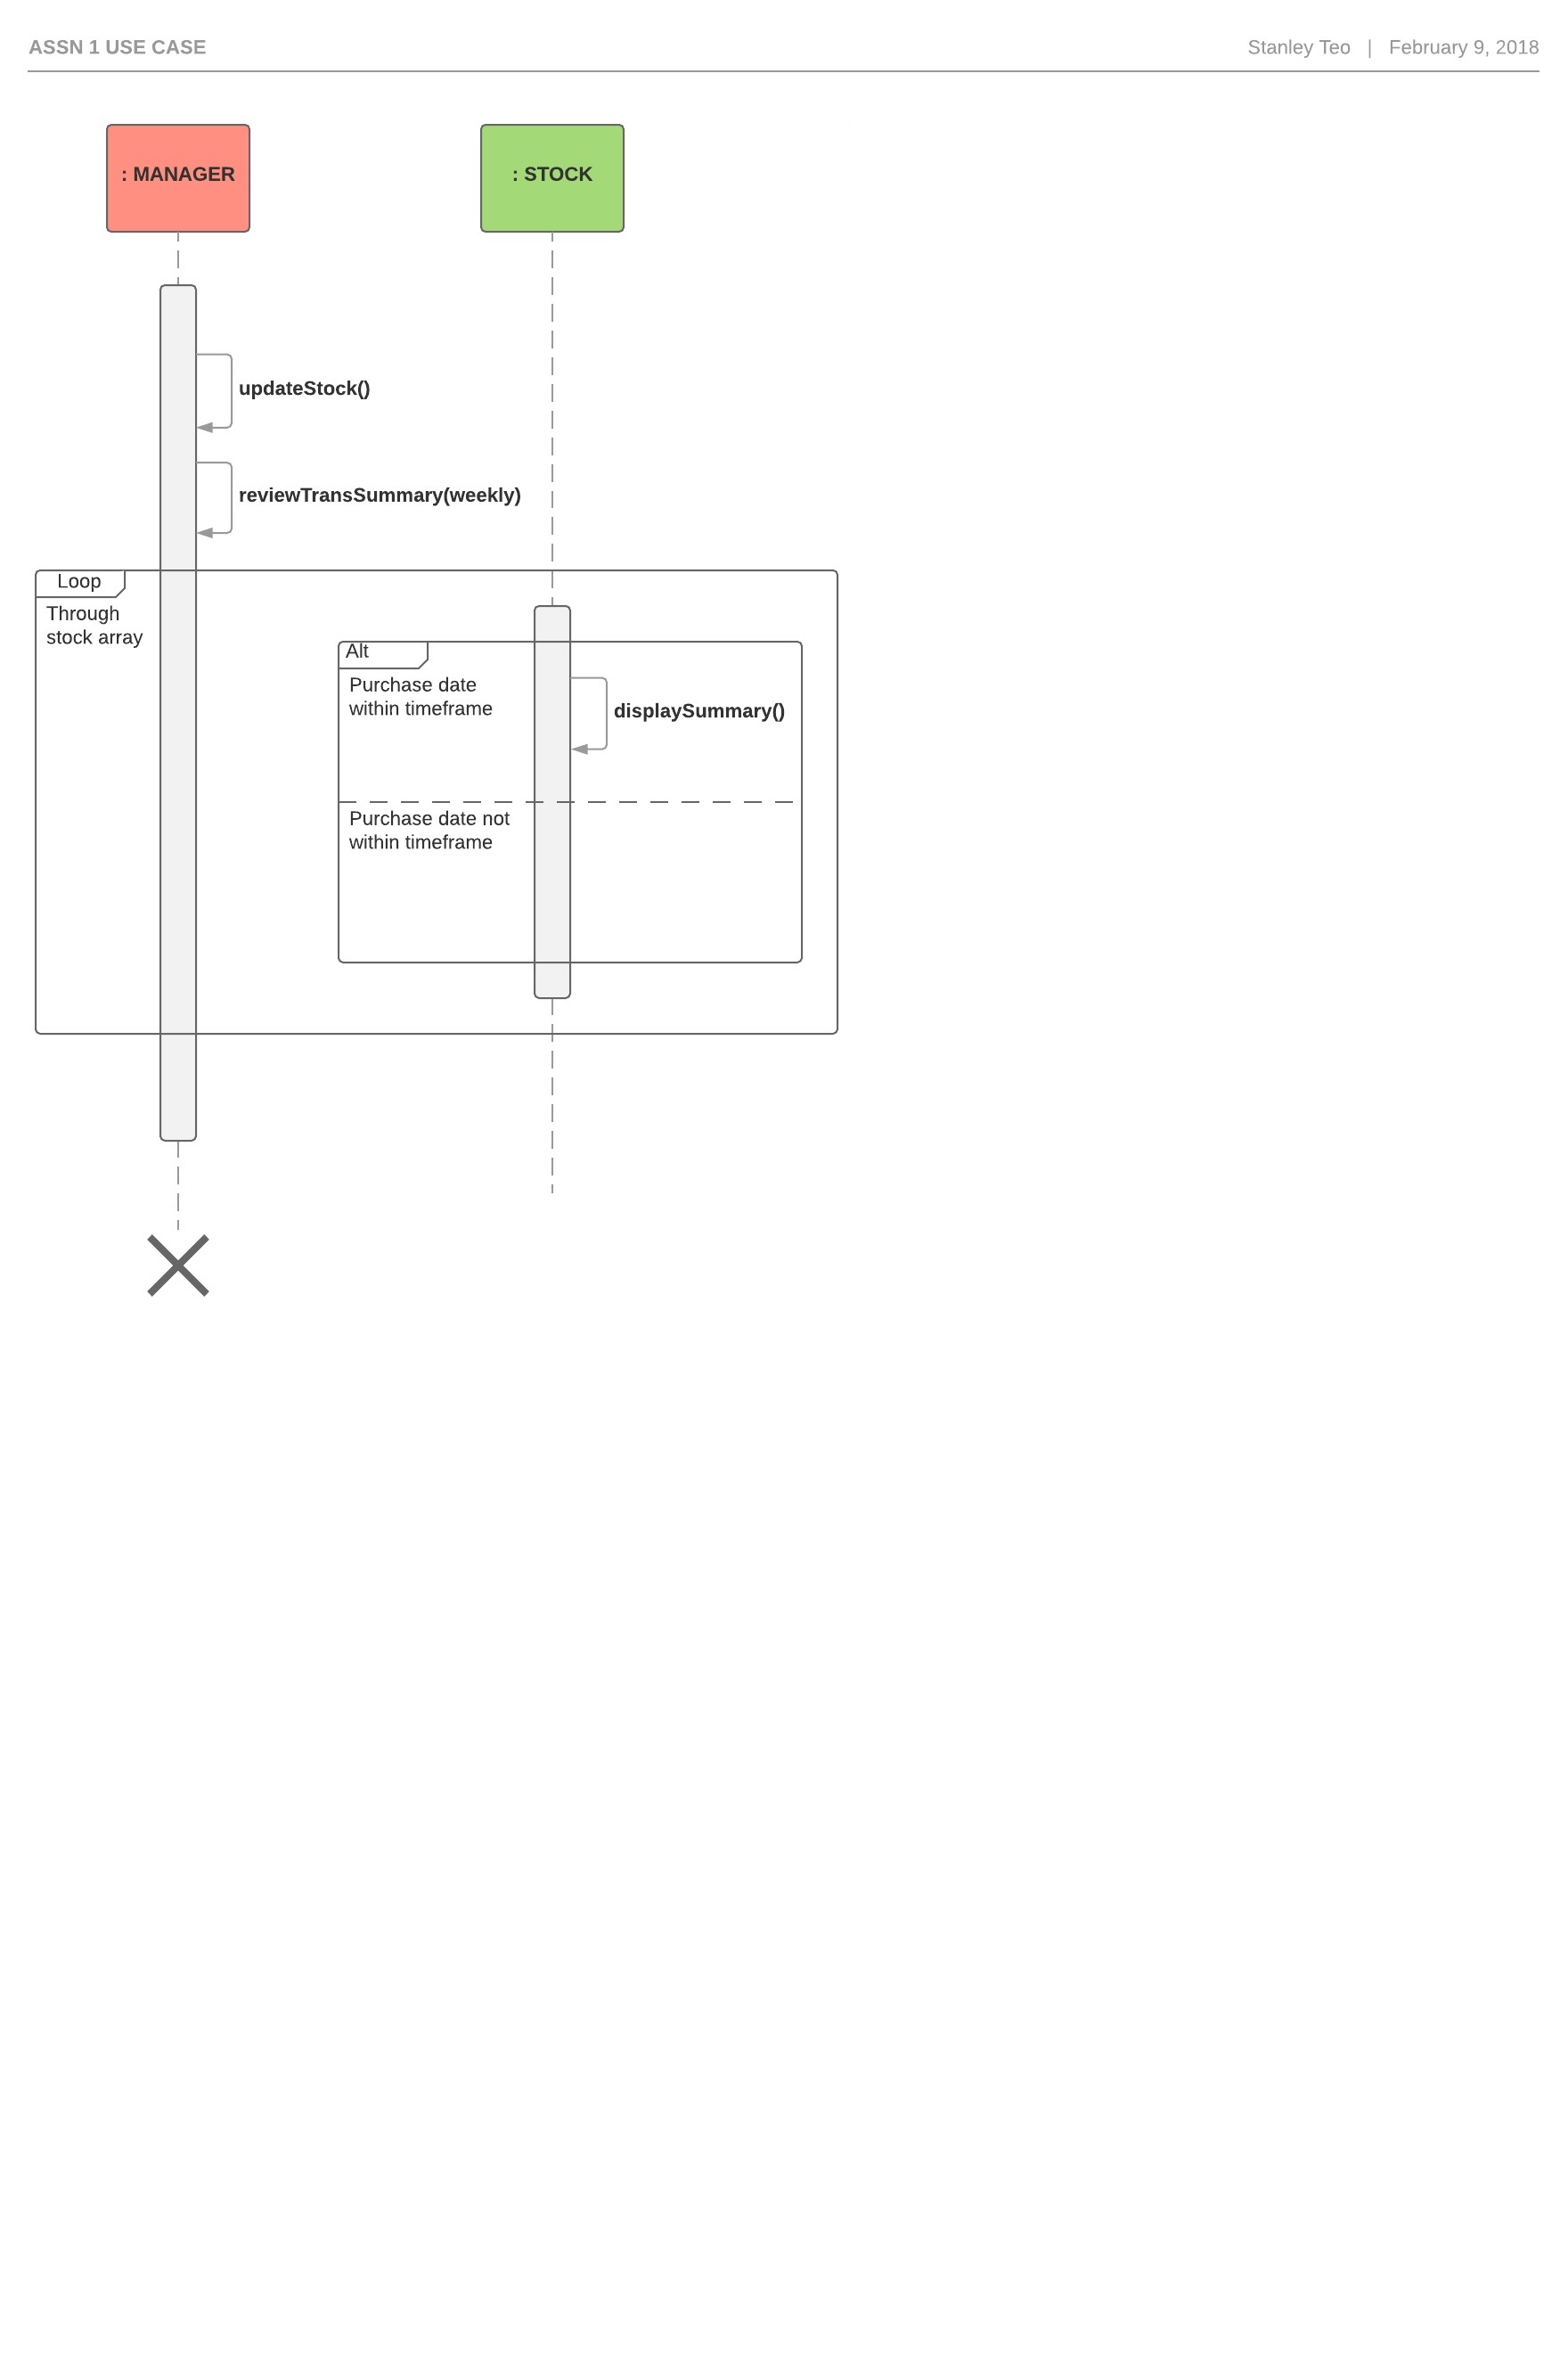 ASSN 1 USE CASE
Stanley Teo | February 9, 2018
: MANAGER
: STOCK
updateStock()
reviewTransSummary(weekly)
Loop
Through
stock array
Alt
Purchase date
within timeframe
displaySummary()
Purchase date not
within timeframe